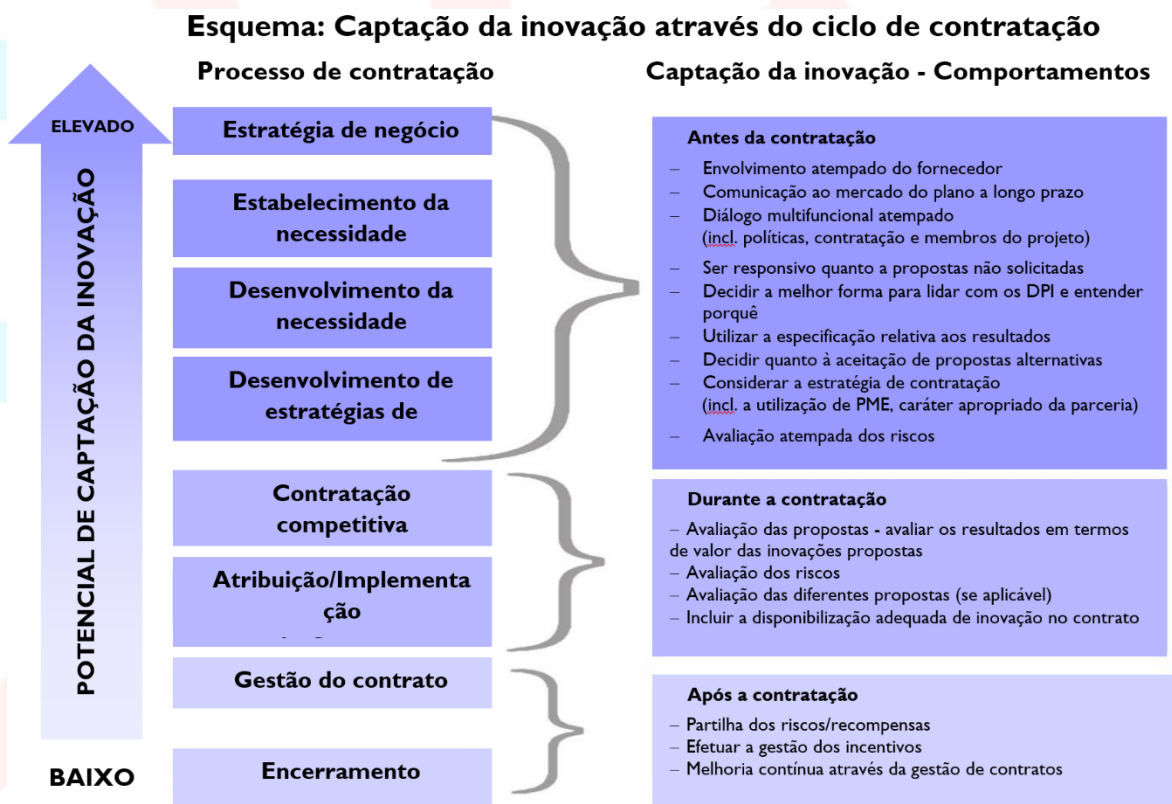 Esquema: Captação da inovação através do ciclo de contratação
Processo de contratação
Captação da inovação - Comportamentos
ELEVADO
POTENCIAL DE CAPTAÇÃO DA INOVAÇÃO
BAIXO
Estratégia de negócio
Estabelecimento da
necessidade
Desenvolvimento da
necessidade
Desenvolvimento de
estratégias de
Contratação
competitiva
Atribuição/Implementa
ção
Gestão do contrato
Encerramento
Antes da contratação
– Envolvimento atempado do fornecedor
– Comunicação ao mercado do plano a longo prazo
– Diálogo multifuncional atempado
(incl. políticas, contratação e membros do projeto)
– Ser responsivo quanto a propostas não solicitadas
– Decidir a melhor forma para lidar com os DPI e entender
porquê
– Utilizar a especificação relativa aos resultados
– Decidir quanto à aceitação de propostas alternativas
– Considerar a estratégia de contratação
(incl. a utilização de PME, caráter apropriado da parceria)
– Avaliação atempada dos riscos
Durante a contratação
– Avaliação das propostas - avaliar os resultados em termos
de valor das inovações propostas
– Avaliação dos riscos
– Avaliação das diferentes propostas (se aplicável)
– Incluir a disponibilização adequada de inovação no contrato
Após a contratação
– Partilha dos riscos/recompensas
– Efetuar a gestão dos incentivos
– Melhoria contínua através da gestão de contratos